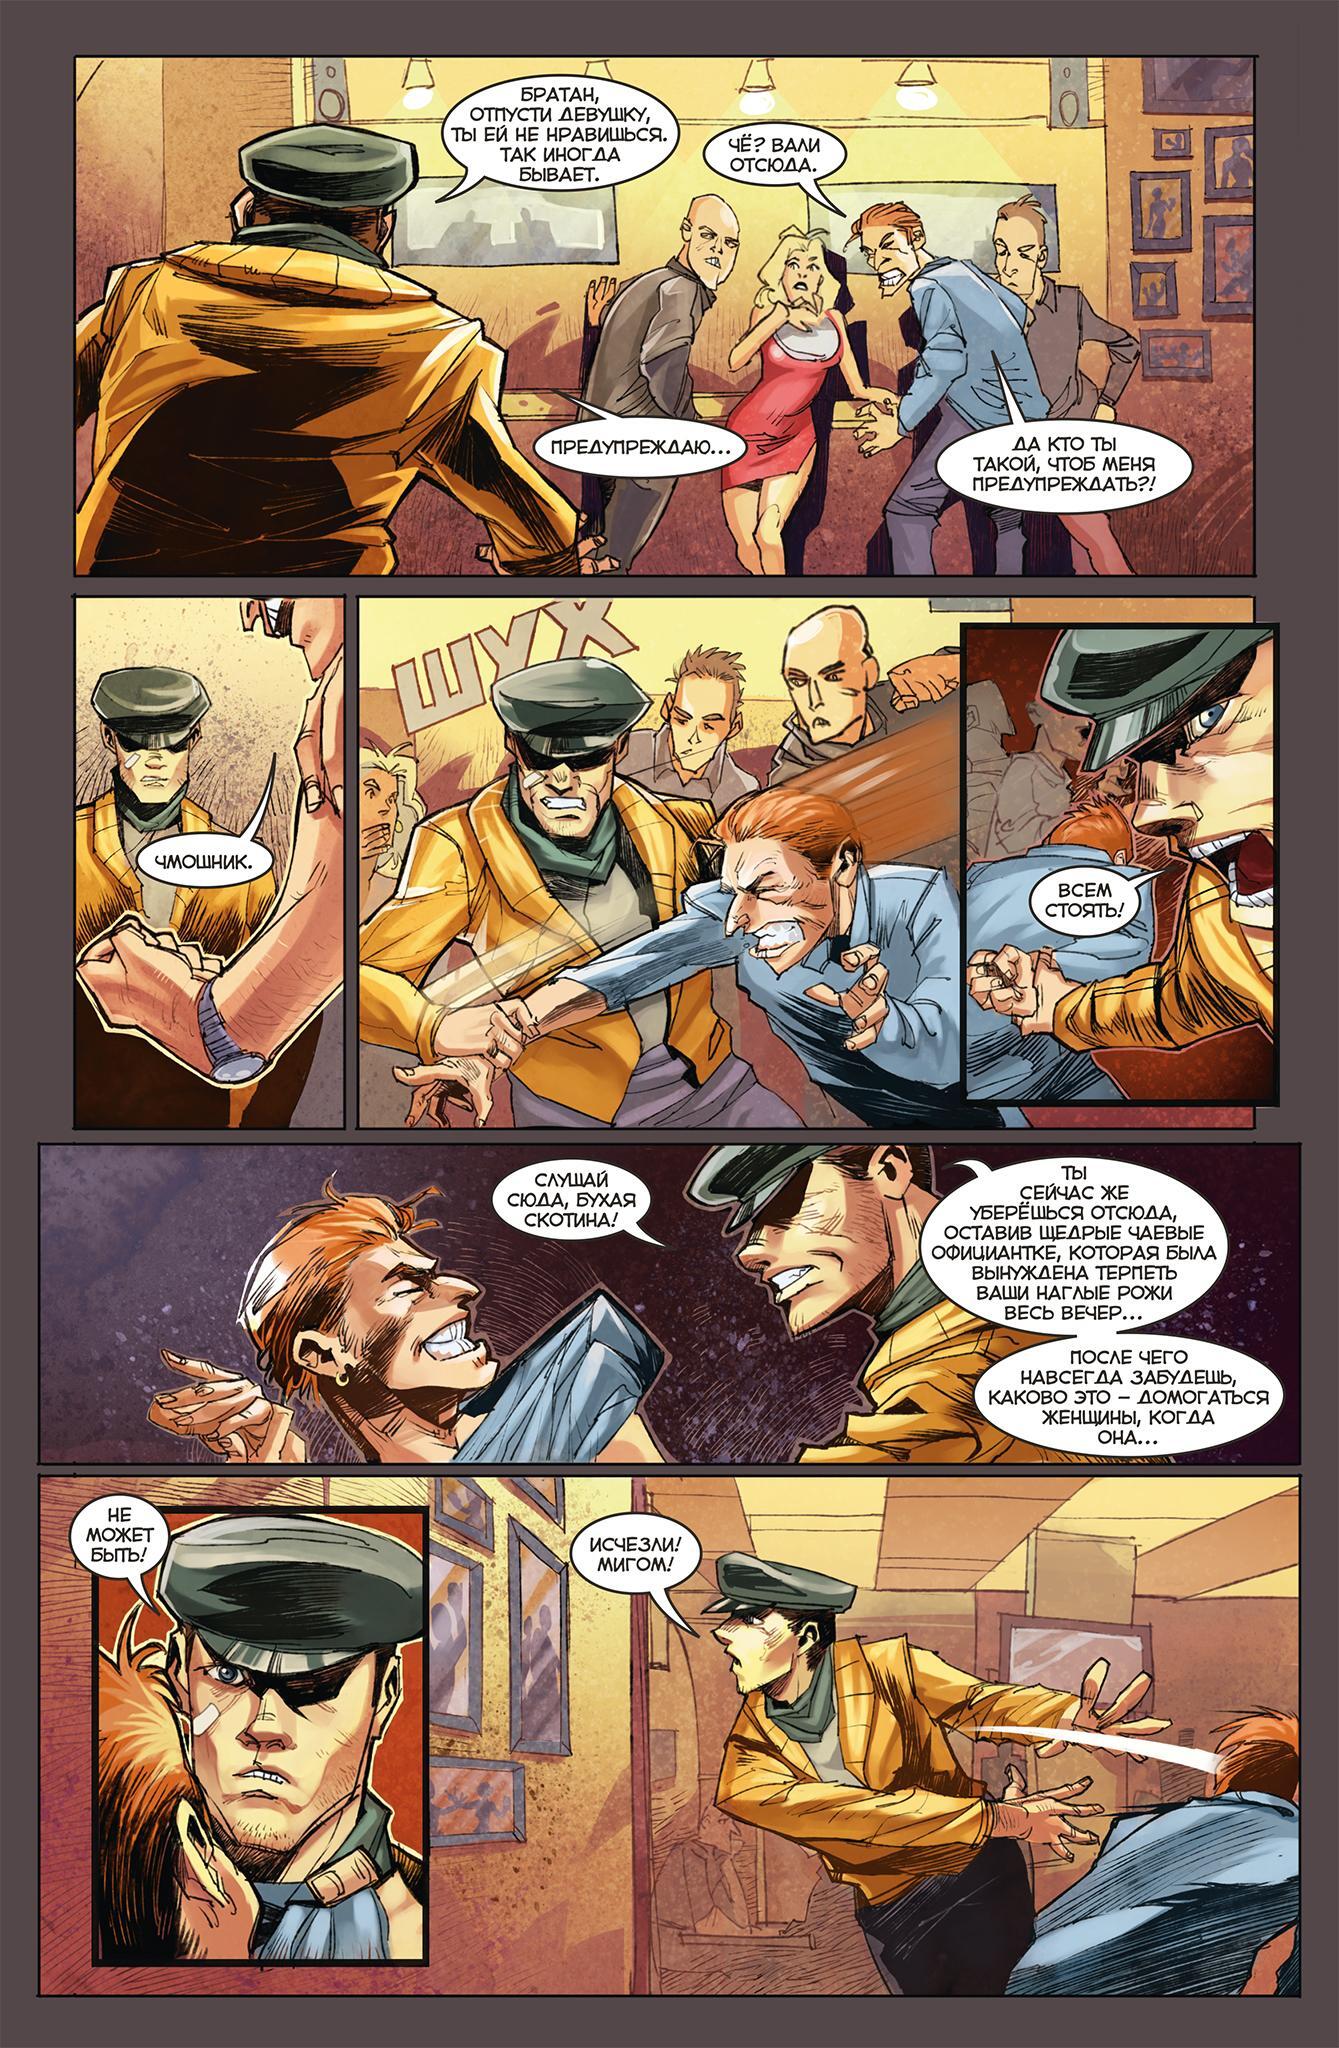 БРАТАН,
ОТПУСТИ ДЕВУШКУ,
ТЫ ЕЙ НЕ НРАВИШЬСЯ.
ТАК ИНОГДА
БЫВАЕТ.
ЧЁ? ВАЛИ
ОТСЮДА.
ПРЕДУПРЕЖДАЮ...
ДА КТО ТЫ
ТАКОЙ, ЧТОБ МЕНЯ
ПРЕДУПРЕЖДАТЬ?!
ЧМОШНИК.
ШУХ
ВСЕМ
СТОЯТЬ!
СЛУШАЙ
СЮДА, БУХАЯ
СКОТИНА!
ТЫ
СЕЙЧАС ЖЕ
УБЕРЁШЬСЯ ОТСЮДА,
ОСТАВИВ ЩЕДРЫЕ ЧАЕВЫЕ
ОФИЦИАНТКЕ, КОТОРАЯ БЫЛА
ВЫНУЖДЕНА ТЕРПЕТЬ
ВАШИ НАГЛЫЕ РОЖИ
ВЕСЬ ВЕЧЕР...
ПОСЛЕ ЧЕГО
НАВСЕГДА ЗАБУДЕШЬ,
КАКОВО ЭТО – ДОМОГАТЬСЯ
ЖЕНЩИНЫ, КОГДА
ОНА...
НЕ
МОЖЕТ
БЫТЬ!
ИСЧЕЗЛИ!
МИГОМ!